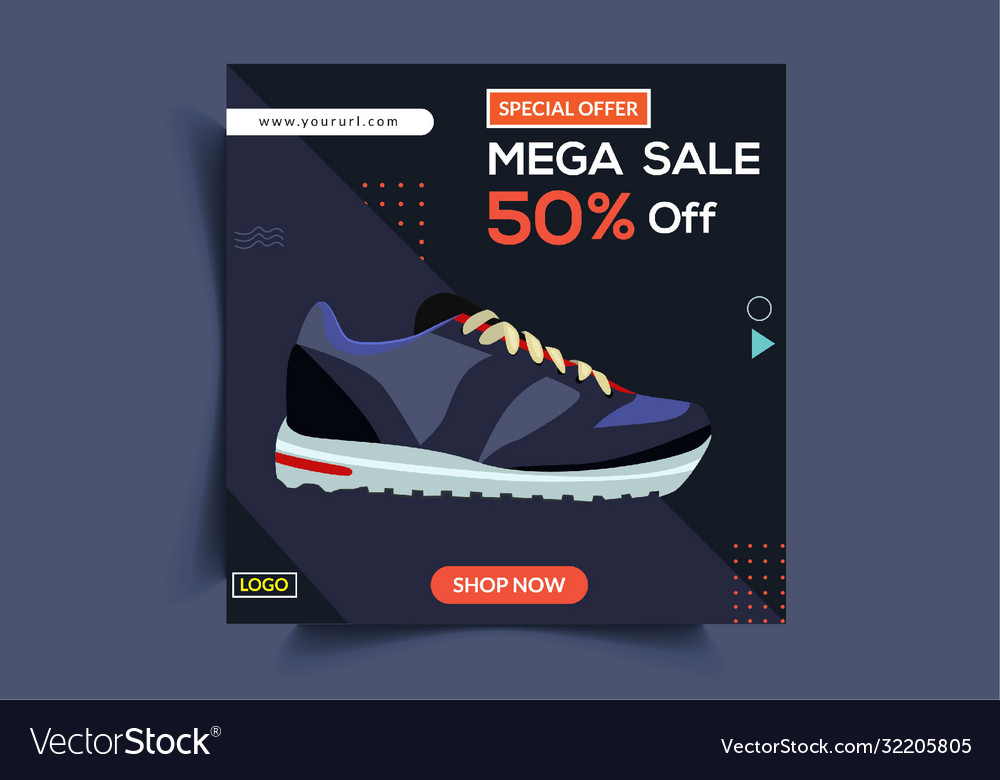 www.yoururl.com
SPECIAL OFFER
MEGA SALE
50% Off
LOGO
SHOP NOW
VectorStock®
VectorStock.com/32205805